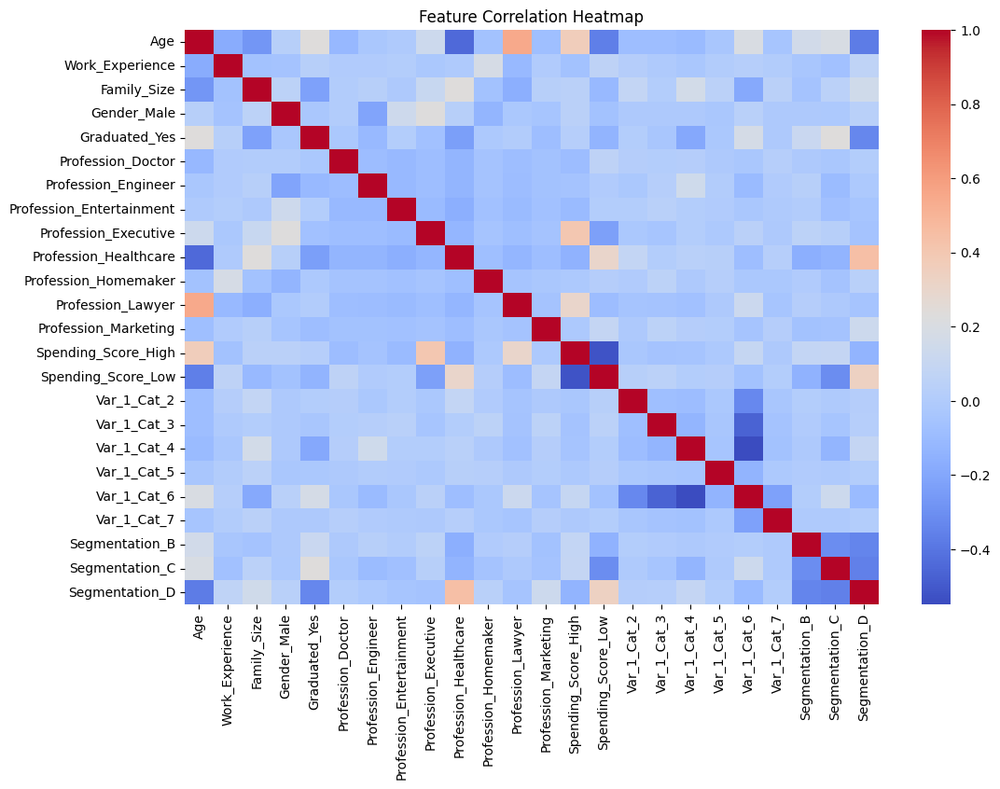 Feature Correlation Heatmap
Age
Work_Experience
Family_Size
Gender_Male
Graduated_Yes
Profession_Doctor
Profession_Engineer
Profession_Entertainment
Profession_Executive
Profession_Healthcare
Profession_Homemaker
Profession_Lawyer
Profession_Marketing
Spending_Score_High
Spending_Score_Low
Var_1_Cat_2
Var_1_Cat_3
Var_1_Cat_4
Var_1_Cat_5
Var_1_Cat_6
Var_1_Cat_7
Segmentation_B
Segmentation_C
Segmentation_D
Age
Work_Experience
Family_Size
Gender_Male
Graduated_Yes
Profession_Doctor
Profession_Engineer
Profession_Entertainment
Profession_Executive
Profession_Healthcare
Profession_Homemaker
Profession_Lawyer
Profession_Marketing
Spending_Score_High
Spending_Score_Low
Var_1_Cat_2
Var_1_Cat_3
Var_1_Cat_4
Var_1_Cat_5
Var_1_Cat_6
Var_1_Cat_7
Segmentation_B
Segmentation_C
Segmentation_D
1.0
0.8
0.6
0.4
0.2
0.0
−0.2
−0.4